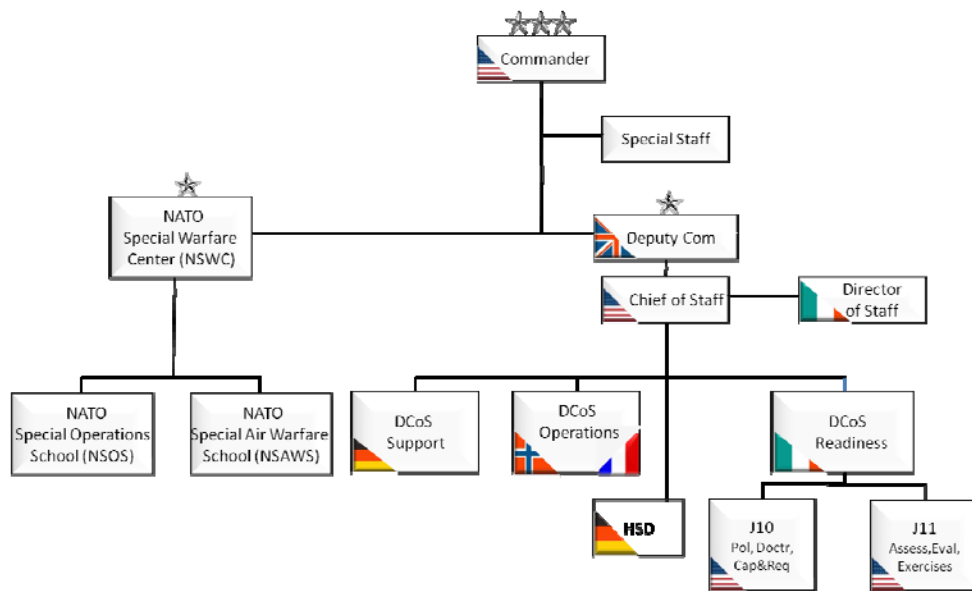 Commander
Special Staff
NATO
Special Warfare
Center (NSWC)
Deputy Com
Chief of Staff
Director
of Staff
NATO
Special Operations
School (NSOS)
NATO
Special Air Warfare
School (NSAWS)
DCoS
Support
DCoS
Operations
DCoS
Readiness
HSD
J10
Pol, Doctr,
Cap&Req
J11
Assess,Eval,
Exercises